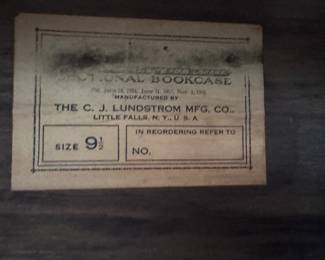 SECTIONAL BOOKCASE
MANUFACTURED BY
THE C. J. LUNDSTROM MFG. CO.,
LITTLE FALLS, N. Y., U. S. A.
SIZE 9½
IN REORDERING REFER TO
NO.